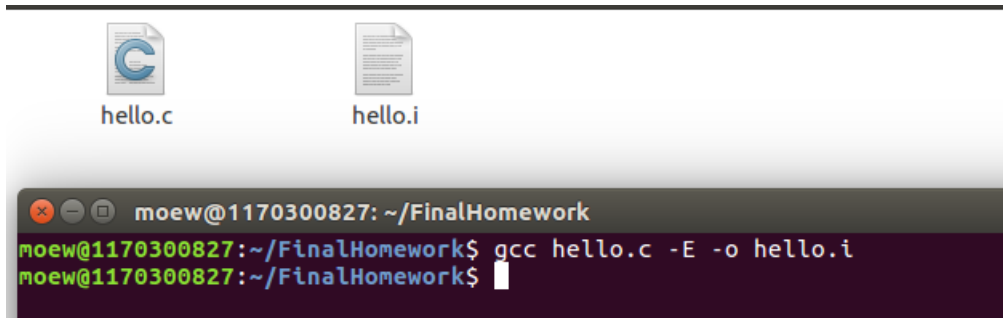 hello.c
hello.i
moew@1170300827: ~/FinalHomework
moew@1170300827:~/FinalHomework$ gcc hello.c -E -o hello.i
moew@1170300827:~/FinalHomework$